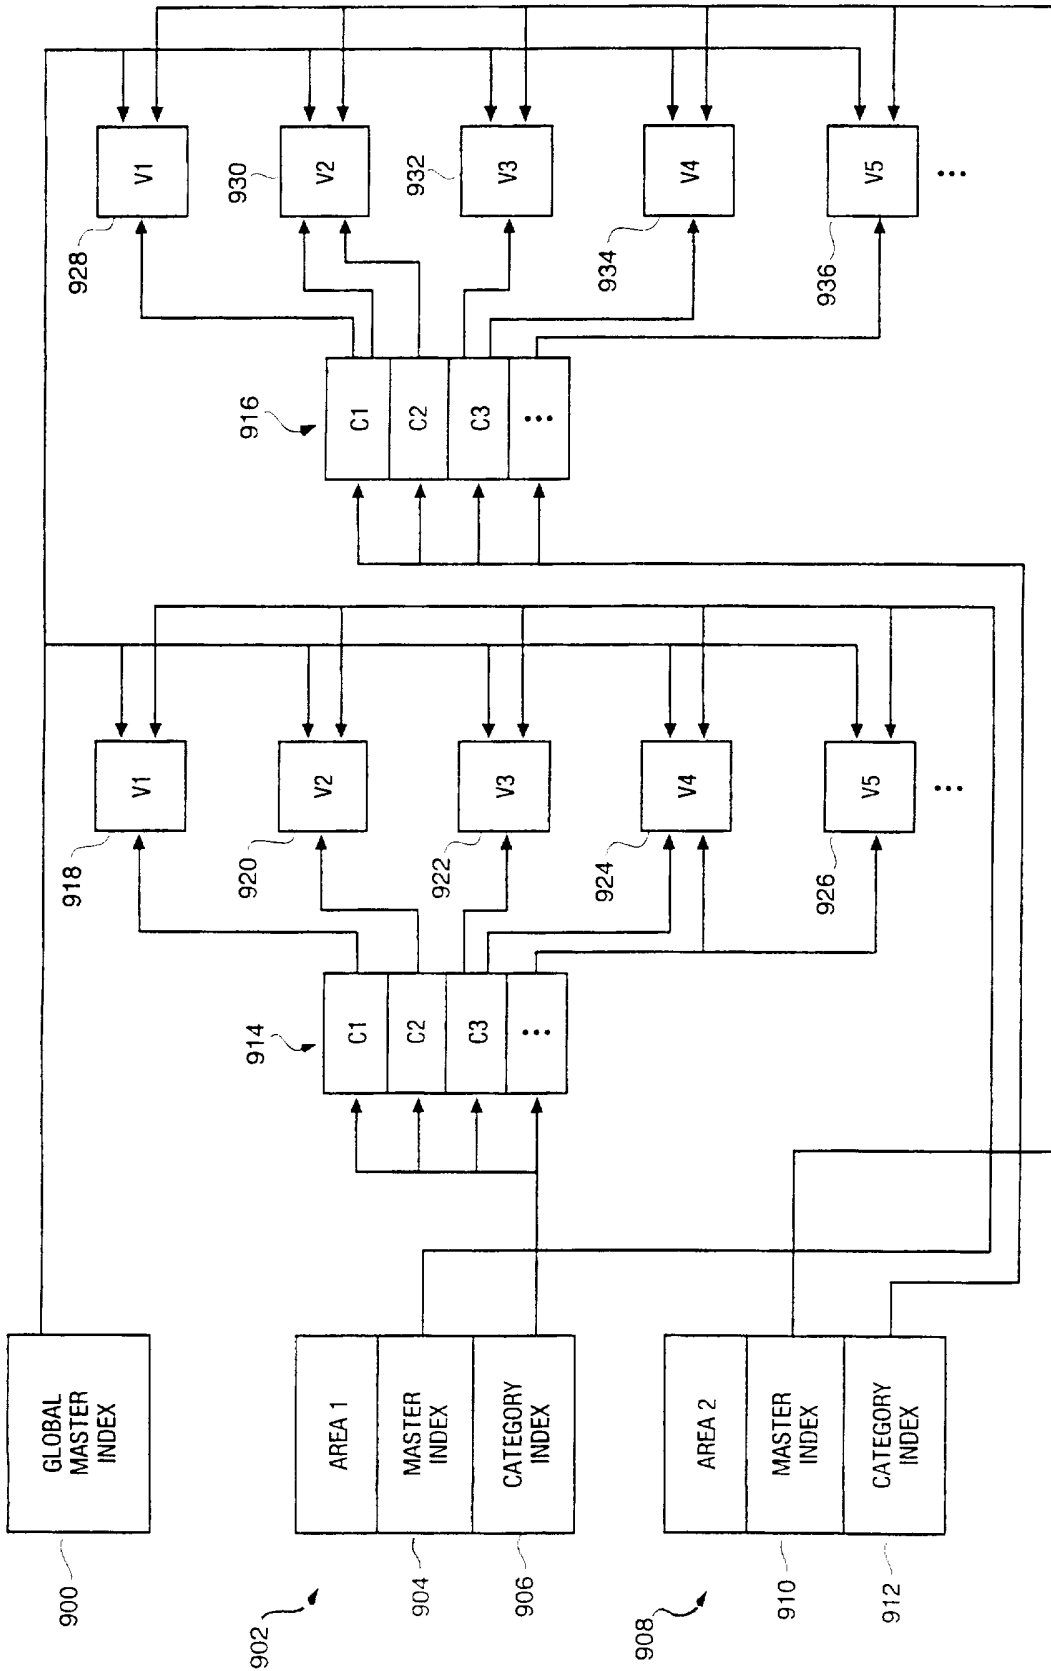 GLOBAL
MASTER
INDEX
900
902
AREA 1
MASTER
INDEX
904
CATEGORY
INDEX
906
908
AREA 2
MASTER
INDEX
910
CATEGORY
INDEX
912
914
C1
C2
C3
...
918
V1
920
V2
922
V3
924
V4
926
V5
...
916
C1
C2
C3
...
928
V1
930
V2
932
V3
934
V4
936
V5
...